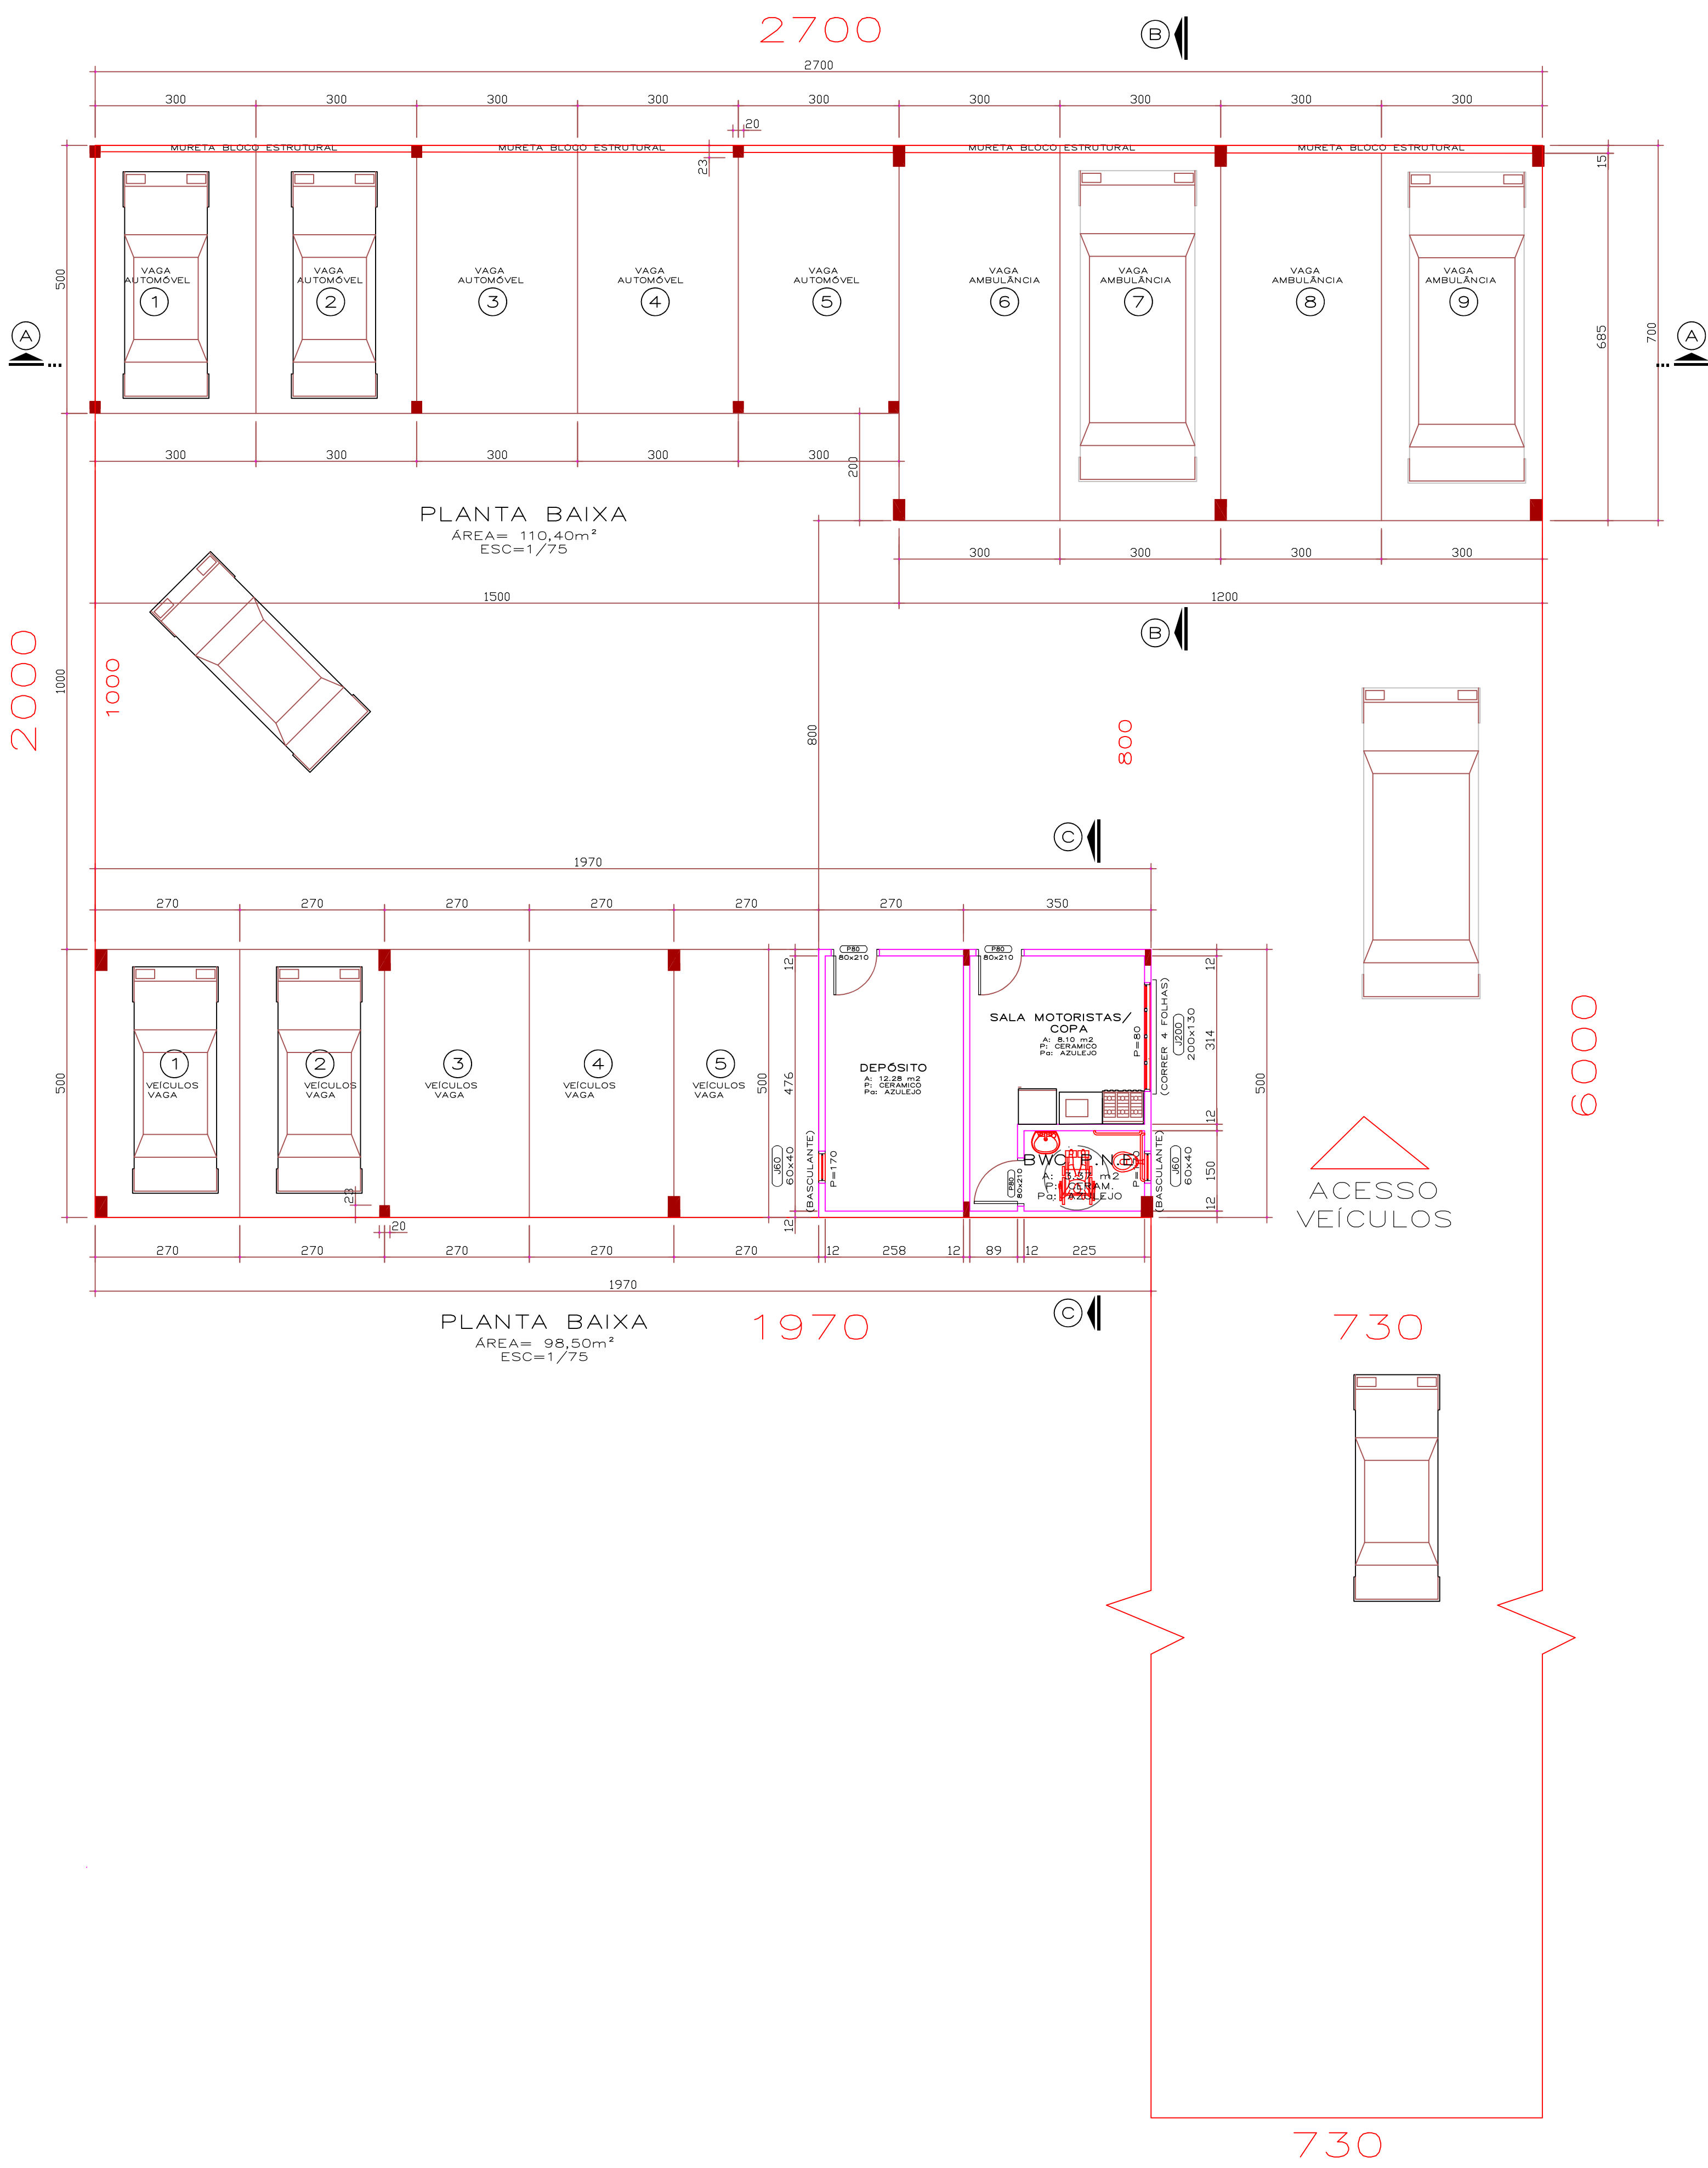 2700
B
2700
300 300 300 300 300 300 300 300 300
20
MURETA BLOCO ESTRUTURAL MURETA BLOCO ESTRUTURAL MURETA BLOCO ESTRUTURAL MURETA BLOCO ESTRUTURAL
23
15
VAGA
AUTOMÓVEL
1
VAGA
AUTOMÓVEL
2
VAGA
AUTOMÓVEL
3
VAGA
AUTOMÓVEL
4
VAGA
AUTOMÓVEL
5
VAGA
AMBULÂNCIA
6
VAGA
AMBULÂNCIA
7
VAGA
AMBULÂNCIA
8
VAGA
AMBULÂNCIA
9
500
685
700
A
A
300 300 300 300 300
200
PLANTA BAIXA
ÁREA= 110,40m²
ESC=1/75
300 300 300 300
1500
1200
B
2000
1000
1000
800
800
C
1970
270 270 270 270 270 270 350
P80
80x210
P80
80x210
12
12
SALA MOTORISTAS/
COPA
A: 8.10 m2
P: CERAMICO
Pa: AZULEJO
P=80
(CORRER 4 FOLHAS)
J200
200x130
314
6000
1
VEÍCULOS
VAGA
2
VEÍCULOS
VAGA
3
VEÍCULOS
VAGA
4
VEÍCULOS
VAGA
5
VEÍCULOS
VAGA
500
500
476
500
DEPÓSITO
A: 12.28 m2
P: CERAMICO
Pa: AZULEJO
12
J60
60x40
(BASCULANTE)
P=170
BWC P.N.E.
P: CERAM.
Pa: AZULEJO
P80
80x210
(BASCULANTE)
J60
60x40
150
12
12
ACESSO
VEÍCULOS
23
20
270 270 270 270 270 12 258 12 89 12 225
1970
PLANTA BAIXA
ÁREA= 98,50m²
ESC=1/75
1970
C
730
730